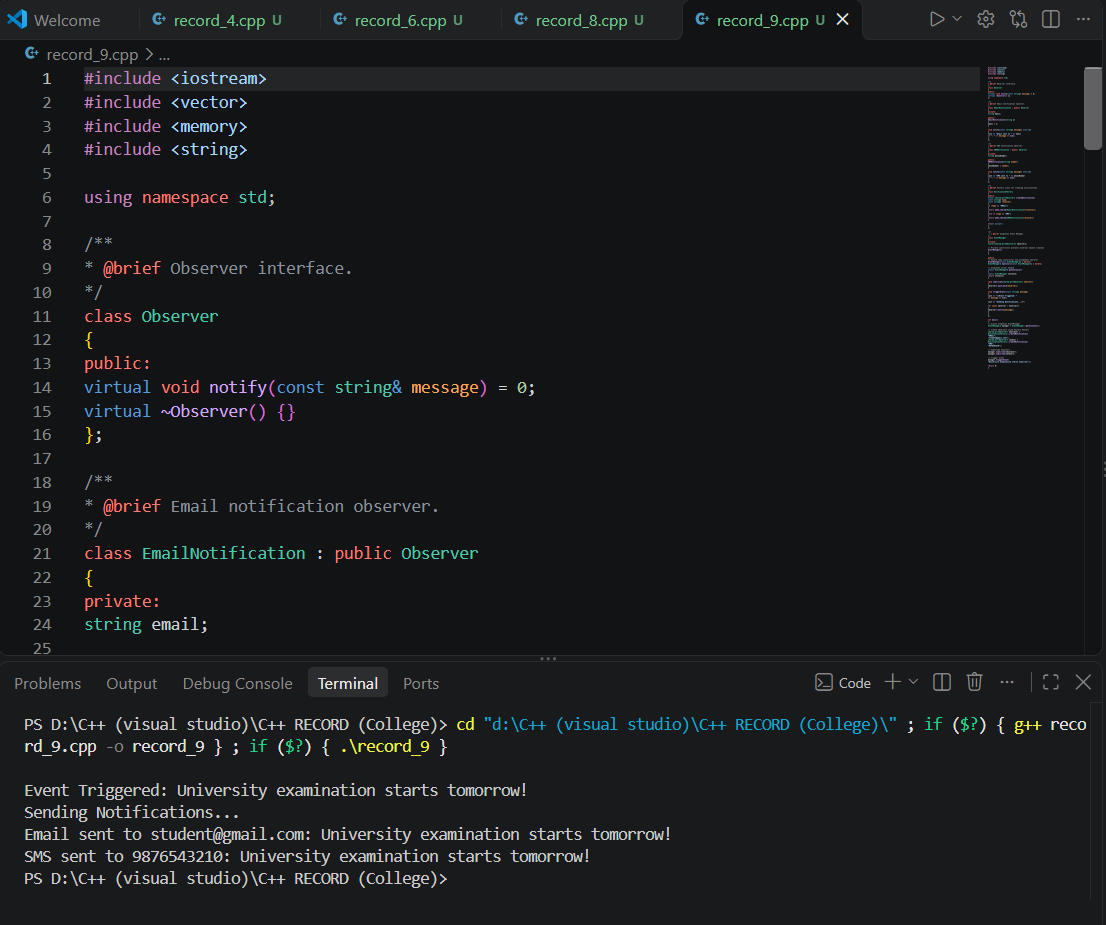 Welcome record_4.cpp U record_6.cpp U record_8.cpp U record_9.cpp U
record_9.cpp > ...
1 #include <iostream>
2 #include <vector>
3 #include <memory>
4 #include <string>
5
6 using namespace std;
7
8 /**
9 * @brief Observer interface.
10 */
11 class Observer
12 {
13 public:
14 virtual void notify(const string& message) = 0;
15 virtual ~Observer() {}
16 };
17
18 /**
19 * @brief Email notification observer.
20 */
21 class EmailNotification : public Observer
22 {
23 private:
24 string email;
25
Problems Output Debug Console Terminal Ports Code
PS D:\C++ (visual studio)\C++ RECORD (College)> cd "d:\C++ (visual studio)\C++ RECORD (College)\" ; if ($?) { g++ reco
rd_9.cpp -o record_9 } ; if ($?) { .\record_9 }
Event Triggered: University examination starts tomorrow!
Sending Notifications...
Email sent to student@gmail.com: University examination starts tomorrow!
SMS sent to 9876543210: University examination starts tomorrow!
PS D:\C++ (visual studio)\C++ RECORD (College)>